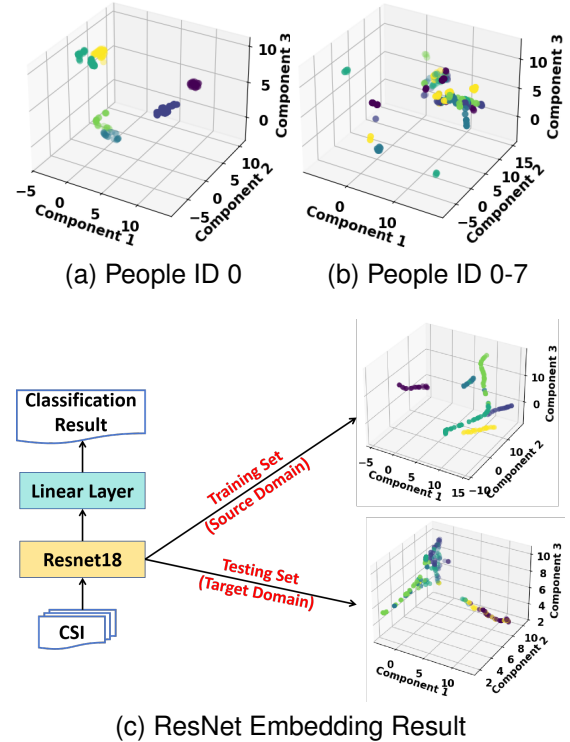 10
5
0
Component 3
-5
0
5
10
Component 1
-5
0
5
10
Component 2
(a) People ID 0
10
5
0
Component 3
0
10
Component 1
-5
0
5
10
15
Component 2
(b) People ID 0-7
Classification
Result
Linear Layer
Resnet18
CSI
Training Set
(Source Domain)
Testing Set
(Target Domain)
10
0
Component 3
-5
0
5
10
15
Component 1
-10
0
10
Component 2
10
8
6
4
2
Component 3
0
5
10
Component 1
2
4
6
8
10
Component 2
(c) ResNet Embedding Result